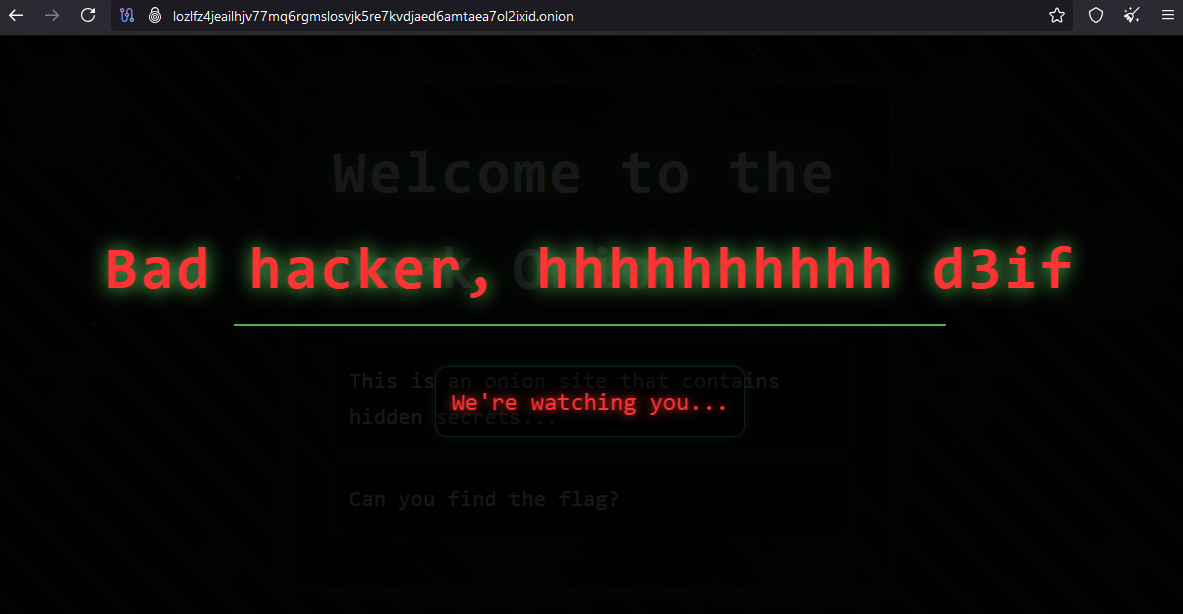 lozlfz4jeailhjv77mq6rgmslosvjk5re7kvdjaed6amtaea7ol2ixid.onion
Welcome to the
Bad hacker, hhhhhhhhhh d3if
This is an onion site that contains
We're watching you...
hidden secrets...
Can you find the flag?